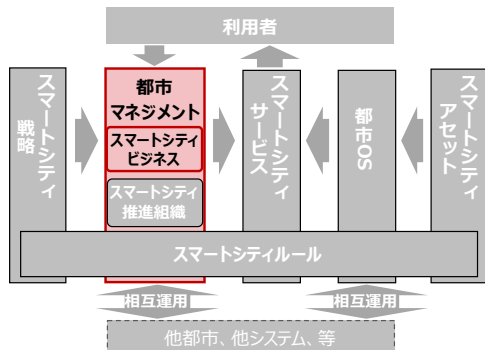 利用者
スマートシティ
戦略
都市
マネジメント
スマートシティ
ビジネス
スマートシティ
推進組織
スマートシティ
サービス
都市OS
スマートシティ
アセット
スマートシティルール
相互運用
相互運用
他都市、他システム、等